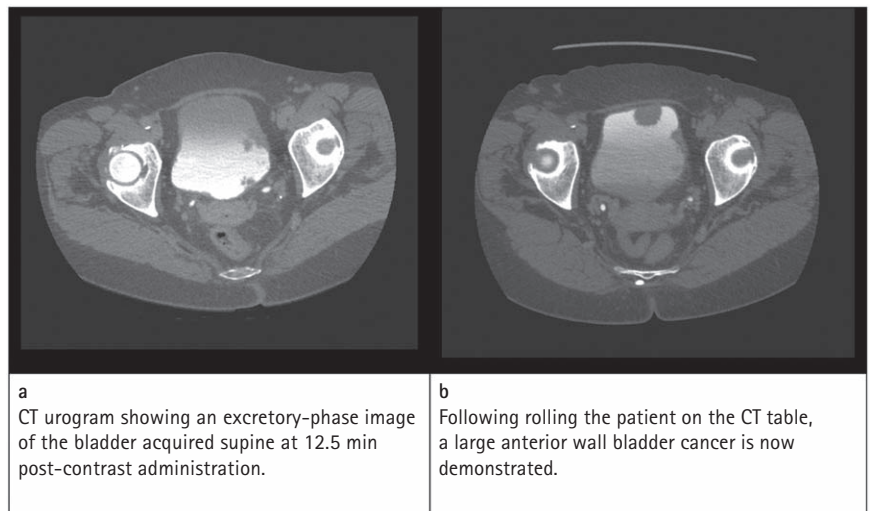 a
CT urogram showing an excretory-phase image
of the bladder acquired supine at 12.5 min
post-contrast administration.
b
Following rolling the patient on the CT table,
a large anterior wall bladder cancer is now
demonstrated.